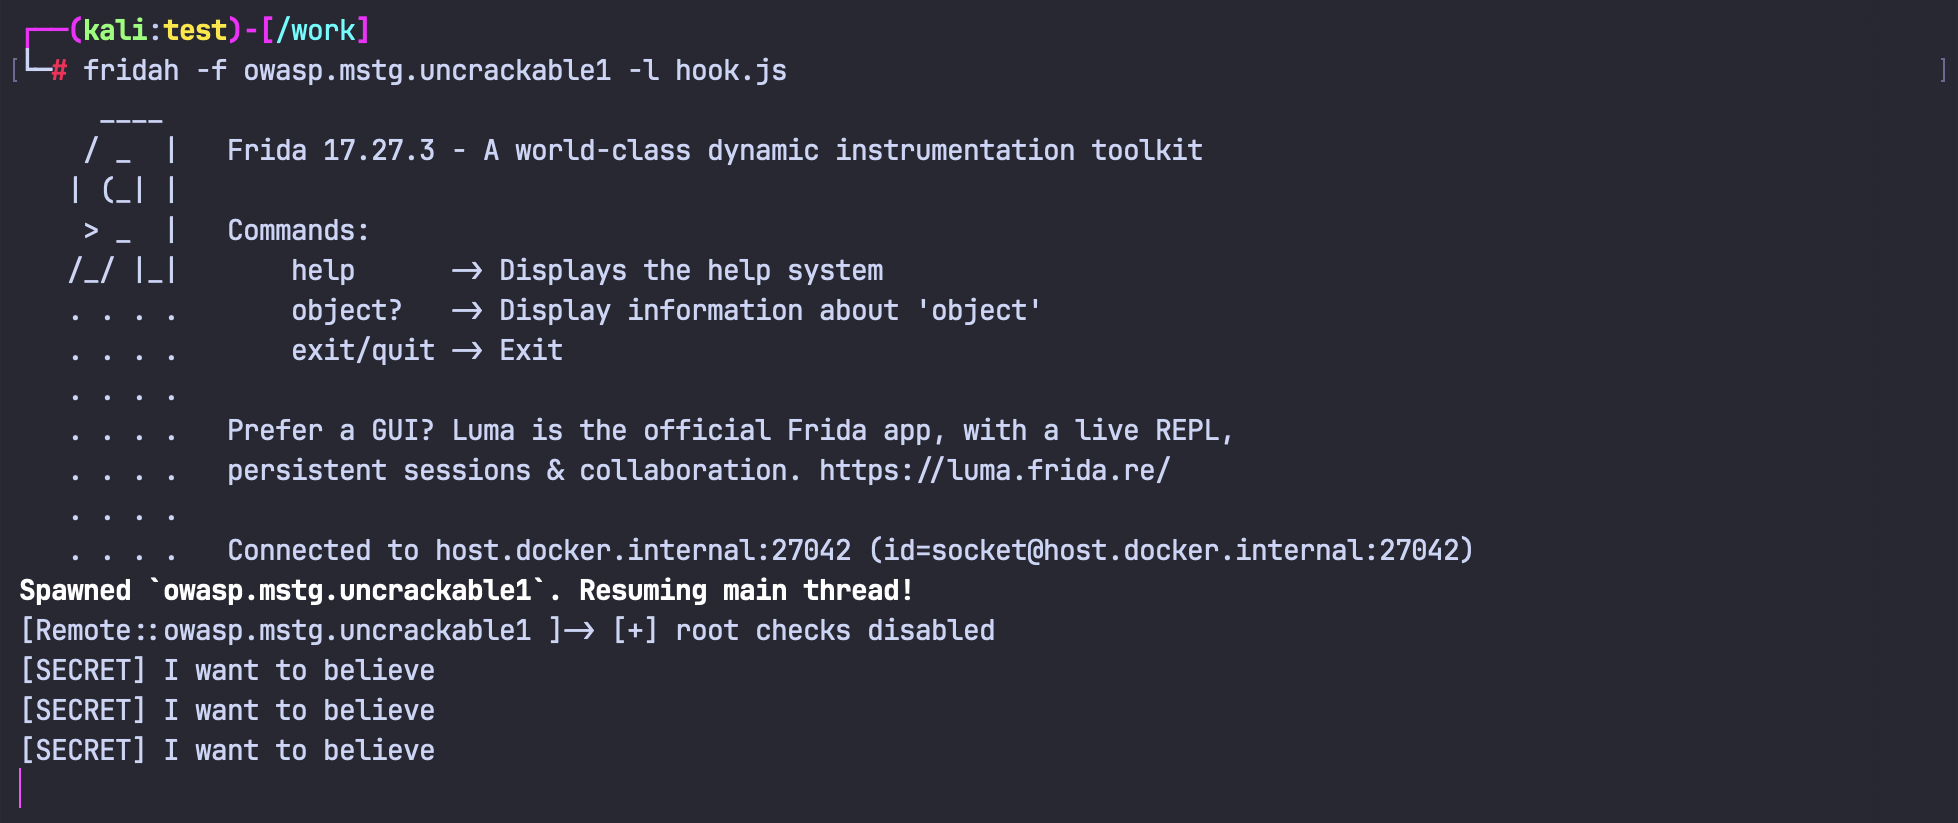 ┌──(kali:test)-[/work]
└─# fridah -f owasp.mstg.uncrackable1 -l hook.js
     ____
    / _  |   Frida 17.27.3 - A world-class dynamic instrumentation toolkit
   | (_| |
    > _  |   Commands:
   /_/ |_|       help      -> Displays the help system
   . . . .       object?   -> Display information about 'object'
   . . . .       exit/quit -> Exit
   . . . .
   . . . .   Prefer a GUI? Luma is the official Frida app, with a live REPL,
   . . . .   persistent sessions & collaboration. https://luma.frida.re/
   . . . .
   . . . .   Connected to host.docker.internal:27042 (id=socket@host.docker.internal:27042)
Spawned `owasp.mstg.uncrackable1`. Resuming main thread!
[Remote::owasp.mstg.uncrackable1 ]-> [+] root checks disabled
[SECRET] I want to believe
[SECRET] I want to believe
[SECRET] I want to believe